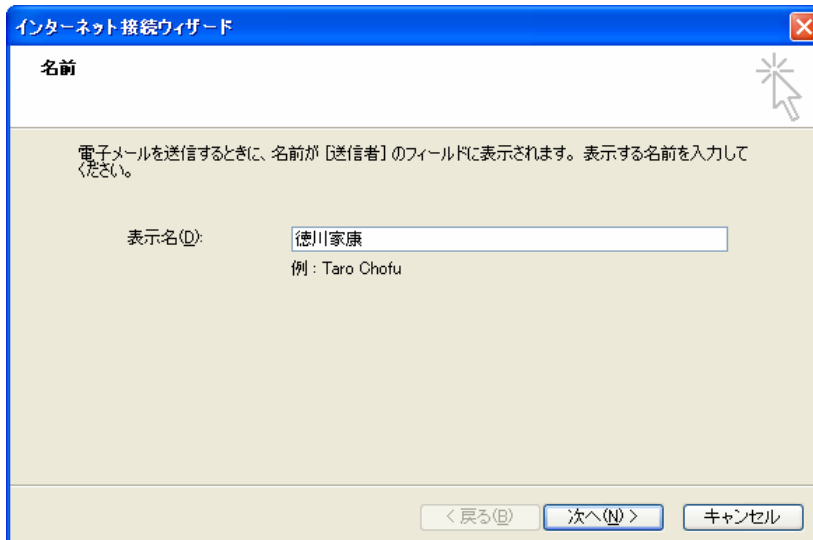 インターネット接続ウィザード
名前
電子メールを送信するときに、名前が [送信者] のフィールドに表示されます。表示する名前を入力して
ください。
表示名(D): 徳川家康
例 : Taro Chofu
< 戻る(B) 次へ(N) > キャンセル